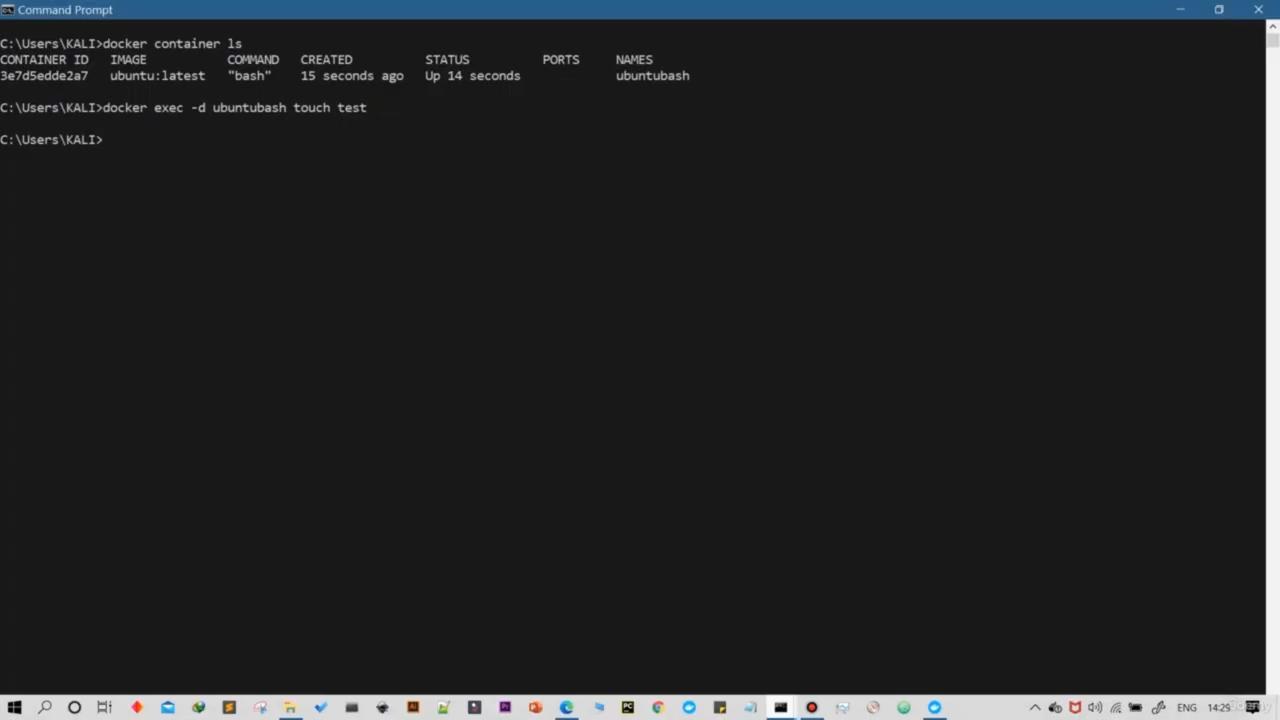 Command Prompt
C:\Users\KALI>docker container ls
CONTAINER ID IMAGE COMMAND CREATED STATUS PORTS NAMES
3e7d5edde2a7 ubuntu:latest "bash" 15 seconds ago Up 14 seconds ubuntubash
C:\Users\KALI>docker exec -d ubuntubash touch test
C:\Users\KALI>
ENG 14:29